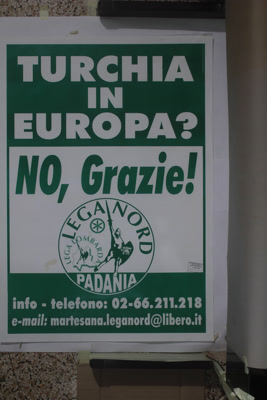 TURCHIA
IN
EUROPA?
NO, Grazie!
LEGA NORD
LEGA LOMBARDA
PADANIA
info - telefono: 02-66.211.218
e-mail: martesana.leganord@libero.it